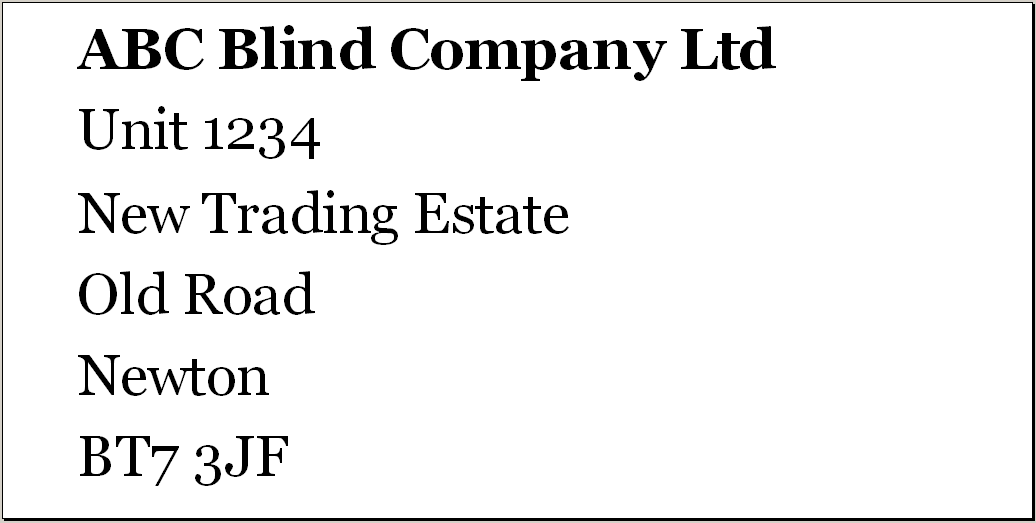 ABC Blind Company Ltd
Unit 1234
New Trading Estate
Old Road
Newton
BT7 3JF